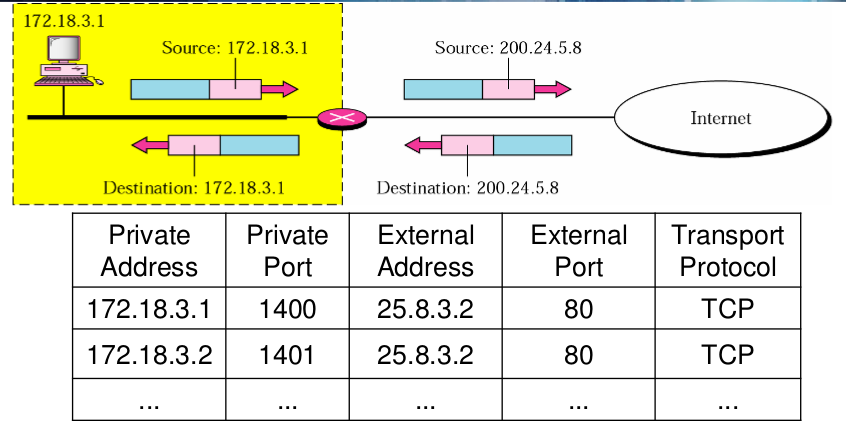 172.18.3.1
Source: 172.18.3.1
Source: 200.24.5.8
Internet
Destination: 172.18.3.1
Destination: 200.24.5.8
Private Address Private Port External Address External Port Transport Protocol
172.18.3.1 1400 25.8.3.2 80 TCP
172.18.3.2 1401 25.8.3.2 80 TCP
... ... ... ... ...